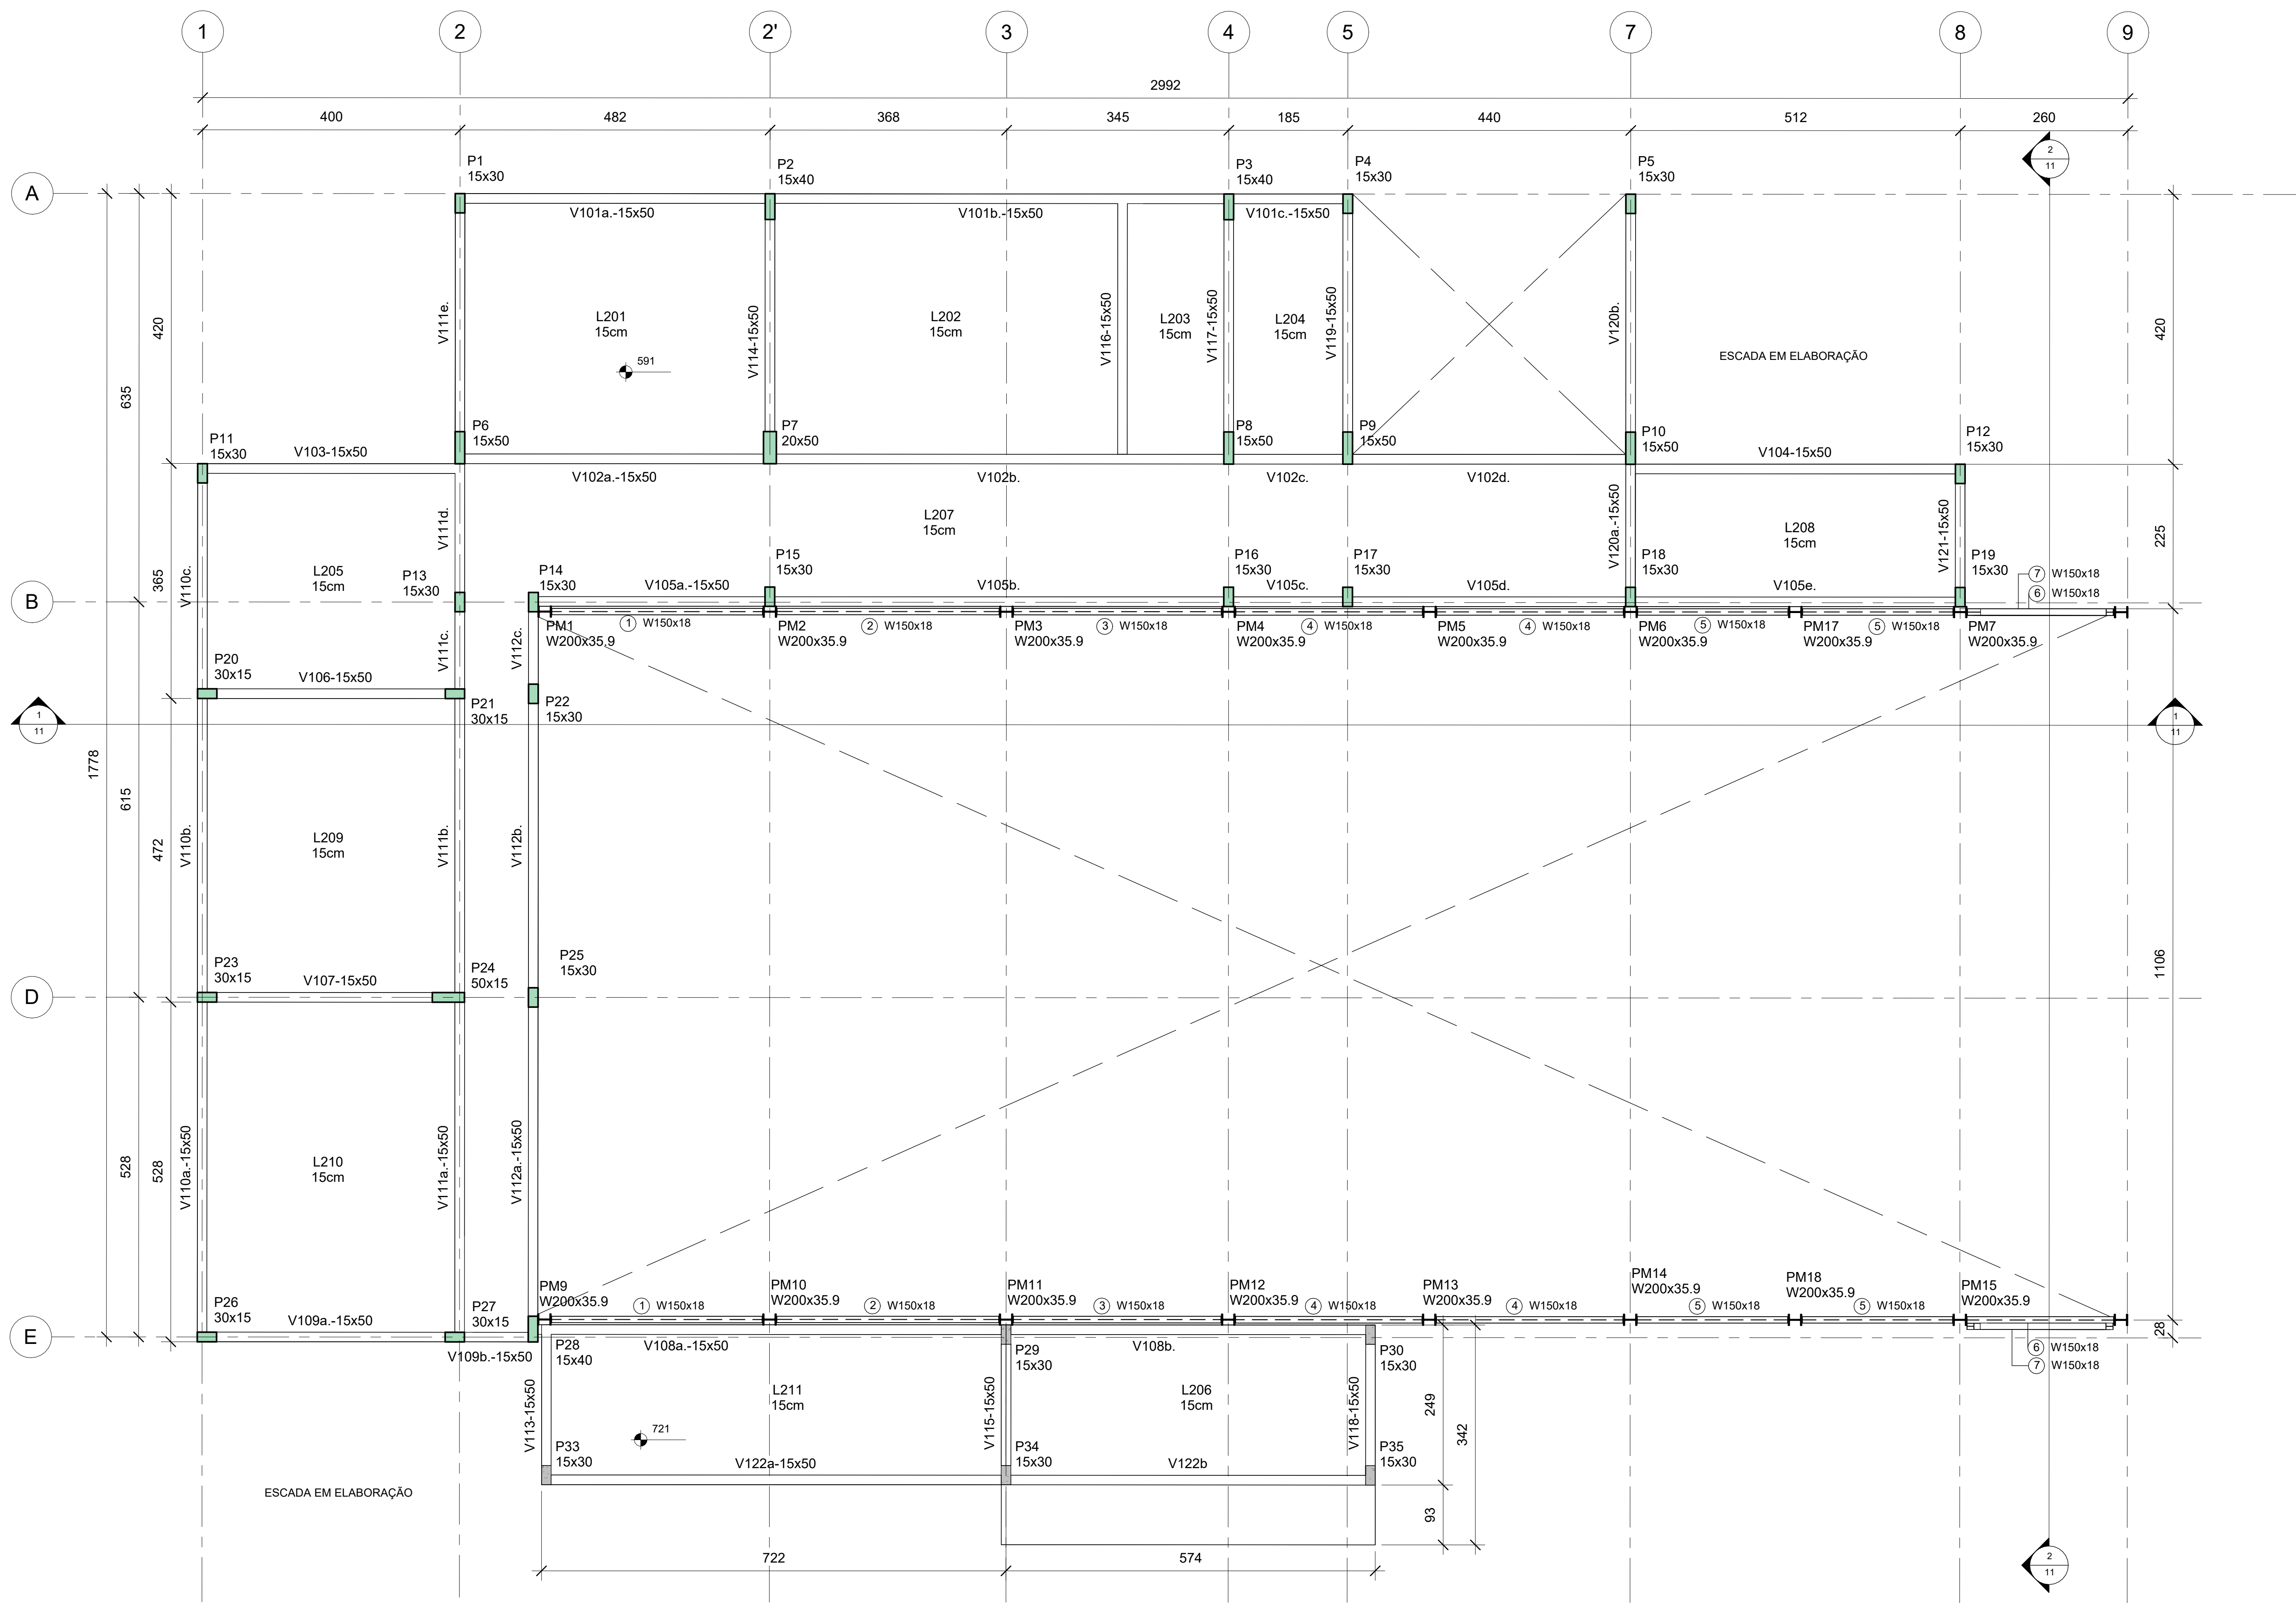 1 2 2' 3 4 5 7 8 9
2992
400 482 368 345 185 440 512 260
2
11
A
P1
15x30
P2
15x40
P3
15x40
P4
15x30
P5
15x30
V101a.-15x50
V101b.-15x50
V101c.-15x50
420
635
V111e.
L201
15cm
591
V114-15x50
L202
15cm
V116-15x50
L203
15cm
V117-15x50
L204
15cm
V119-15x50
V120b.
ESCADA EM ELABORAÇÃO
420
P11
15x30
V103-15x50
P6
15x50
P7
20x50
P8
15x50
P9
15x50
P10
15x50
V104-15x50
P12
15x30
V102a.-15x50
V102b.
V102c.
V102d.
V111d.
L207
15cm
V120a.-15x50
L208
15cm
V121-15x50
225
365
V110c.
L205
15cm
P13
15x30
P14
15x30
V105a.-15x50
P15
15x30
V105b.
P16
15x30
V105c.
P17
15x30
V105d.
P18
15x30
V105e.
P19
15x30
7 W150x18
6 W150x18
B
PM1
W200x35.9
1 W150x18
PM2
W200x35.9
2 W150x18
PM3
W200x35.9
3 W150x18
PM4
W200x35.9
4 W150x18
PM5
W200x35.9
4 W150x18
PM6
W200x35.9
5 W150x18
PM17
W200x35.9
5 W150x18
PM7
W200x35.9
V111c.
V112c.
P20
30x15
V106-15x50
P21
30x15
P22
15x30
1
11
1
11
1778
615
472
V110b.
L209
15cm
V111b.
V112b.
1106
P23
30x15
V107-15x50
P24
50x15
P25
15x30
D
528
528
V110a.-15x50
L210
15cm
V111a.-15x50
V112a.-15x50
P26
30x15
V109a.-15x50
P27
30x15
E
V109b.-15x50
PM9
W200x35.9
1 W150x18
PM10
W200x35.9
2 W150x18
PM11
W200x35.9
3 W150x18
PM12
W200x35.9
4 W150x18
PM13
W200x35.9
4 W150x18
PM14
W200x35.9
5 W150x18
PM18
W200x35.9
5 W150x18
PM15
W200x35.9
28
6 W150x18
7 W150x18
P28
15x40
V108a.-15x50
P29
15x30
V108b.
P30
15x30
V113-15x50
L211
15cm
721
V115-15x50
L206
15cm
V118-15x50
249
342
P33
15x30
V122a-15x50
P34
15x30
V122b
P35
15x30
ESCADA EM ELABORAÇÃO
93
722
574
2
11